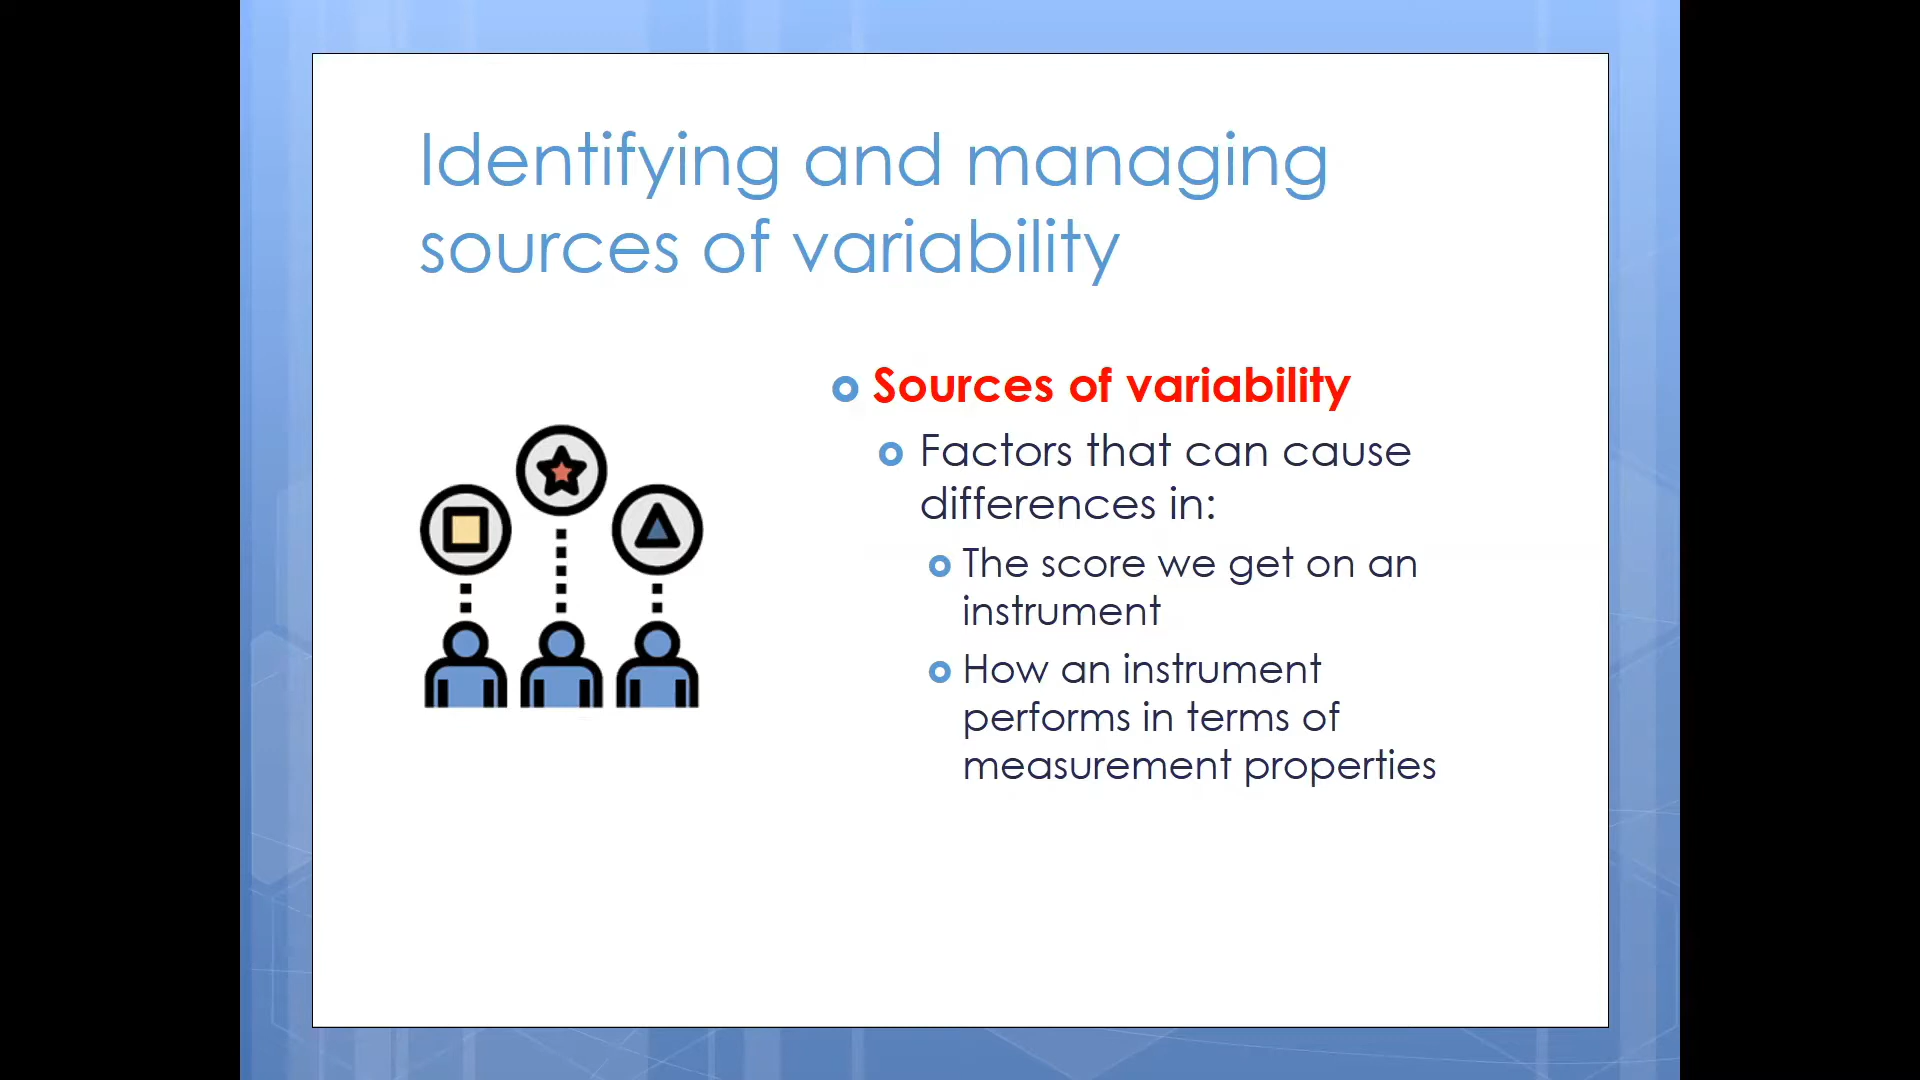 Identifying and managing
sources of variability
Sources of variability
Factors that can cause
differences in:
The score we get on an
instrument
How an instrument
performs in terms of
measurement properties